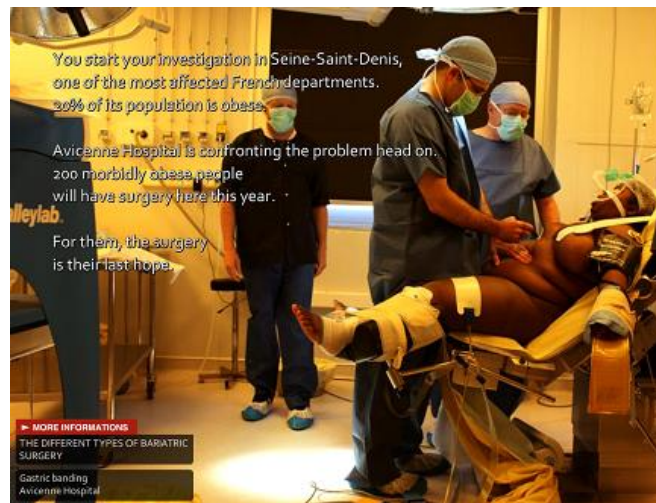 You start your investigation in Seine-Saint-Denis,
one of the most affected French departments.
20% of its population is obese.
Avicenne Hospital is confronting the problem head on.
200 morbidly obese people
will have surgery here this year.
alleylab
For them, the surgery
is their last hope.
► MORE INFORMATIONS
THE DIFFERENT TYPES OF BARIATRIC
SURGERY
Gastric banding
Avicenne Hospital